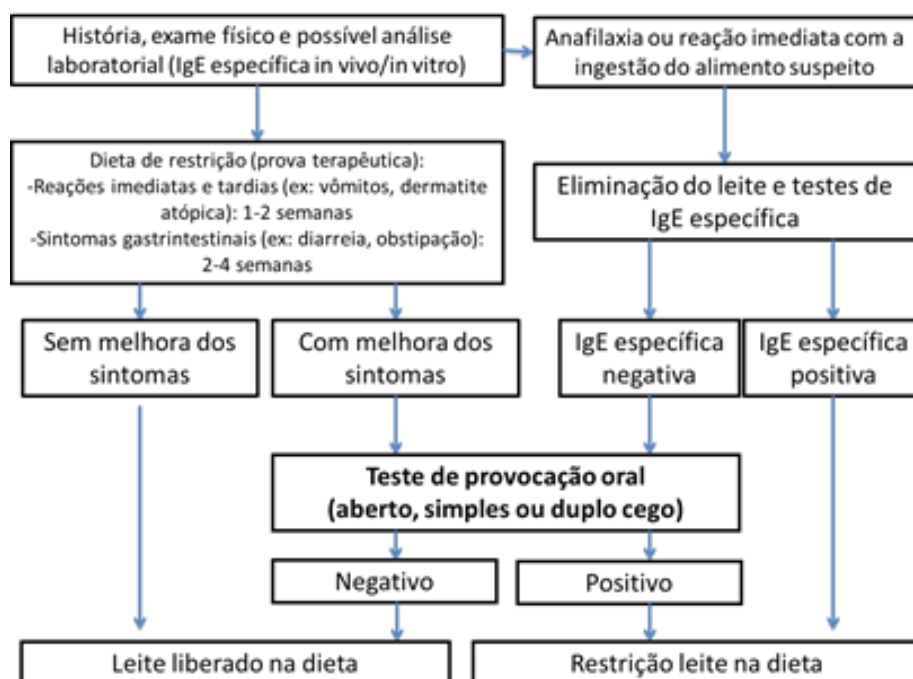 História, exame físico e possível análise
laboratorial (IgE específica in vivo/in vitro)
Anafilaxia ou reação imediata com a
ingestão do alimento suspeito
Dieta de restrição (prova terapêutica):
-Reações imediatas e tardias (ex: vômitos, dermatite
atópica): 1-2 semanas
-Sintomas gastrintestinais (ex: diarreia, obstipação):
2-4 semanas
Eliminação do leite e testes de
IgE específica
Sem melhora dos
sintomas
Com melhora dos
sintomas
IgE específica
negativa
IgE específica
positiva
Teste de provocação oral
(aberto, simples ou duplo cego)
Negativo
Positivo
Leite liberado na dieta
Restrição leite na dieta